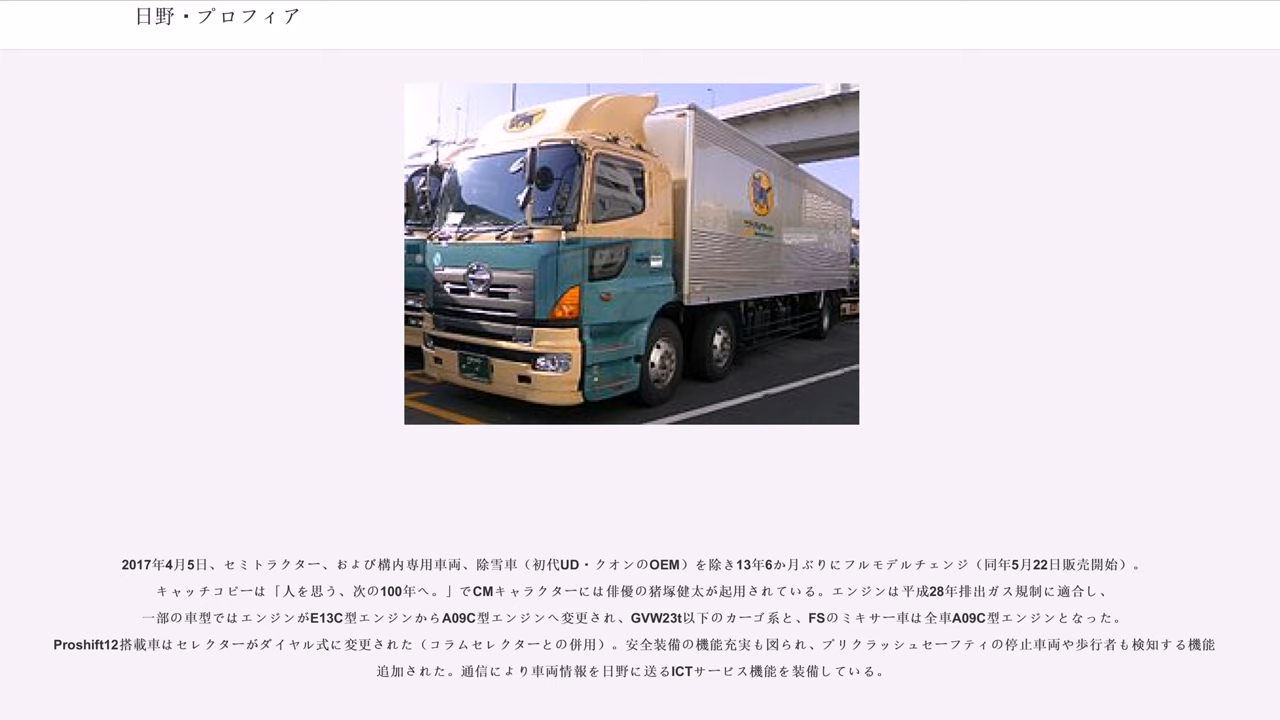 日野・プロフィア
2017年4月5日、セミトラクター、および構内専用車両、除雪車（初代UD・クオンのOEM）を除き13年6か月ぶりにフルモデルチェンジ（同年5月22日販売開始）。
キャッチコピーは「人を思う、次の100年へ。」でCMキャラクターには俳優の猪塚健太が起用されている。エンジンは平成28年排出ガス規制に適合し、
一部の車型ではエンジンがE13C型エンジンからA09C型エンジンへ変更され、GVW23t以下のカーゴ系と、FSのミキサー車は全車A09C型エンジンとなった。
Proshift12搭載車はセレクターがダイヤル式に変更された（コラムセレクターとの併用）。安全装備の機能充実も図られ、プリクラッシュセーフティの停止車両や歩行者も検知する機能
追加された。通信により車両情報を日野に送るICTサービス機能を装備している。